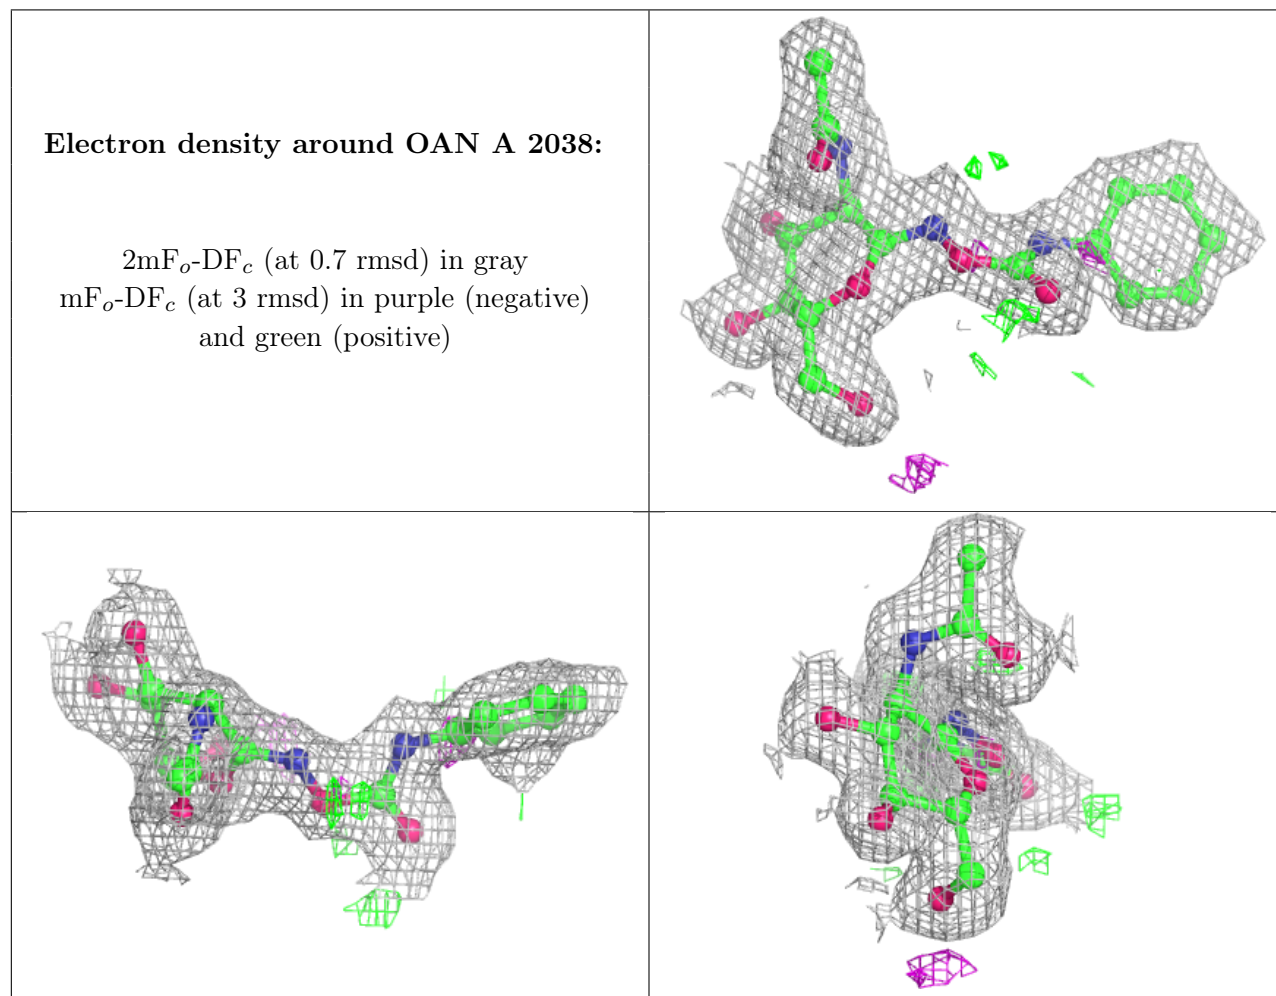 Electron density around OAN A 2038:
2mFo-DFc (at 0.7 rmsd) in gray
mFo-DFc (at 3 rmsd) in purple (negative)
and green (positive)